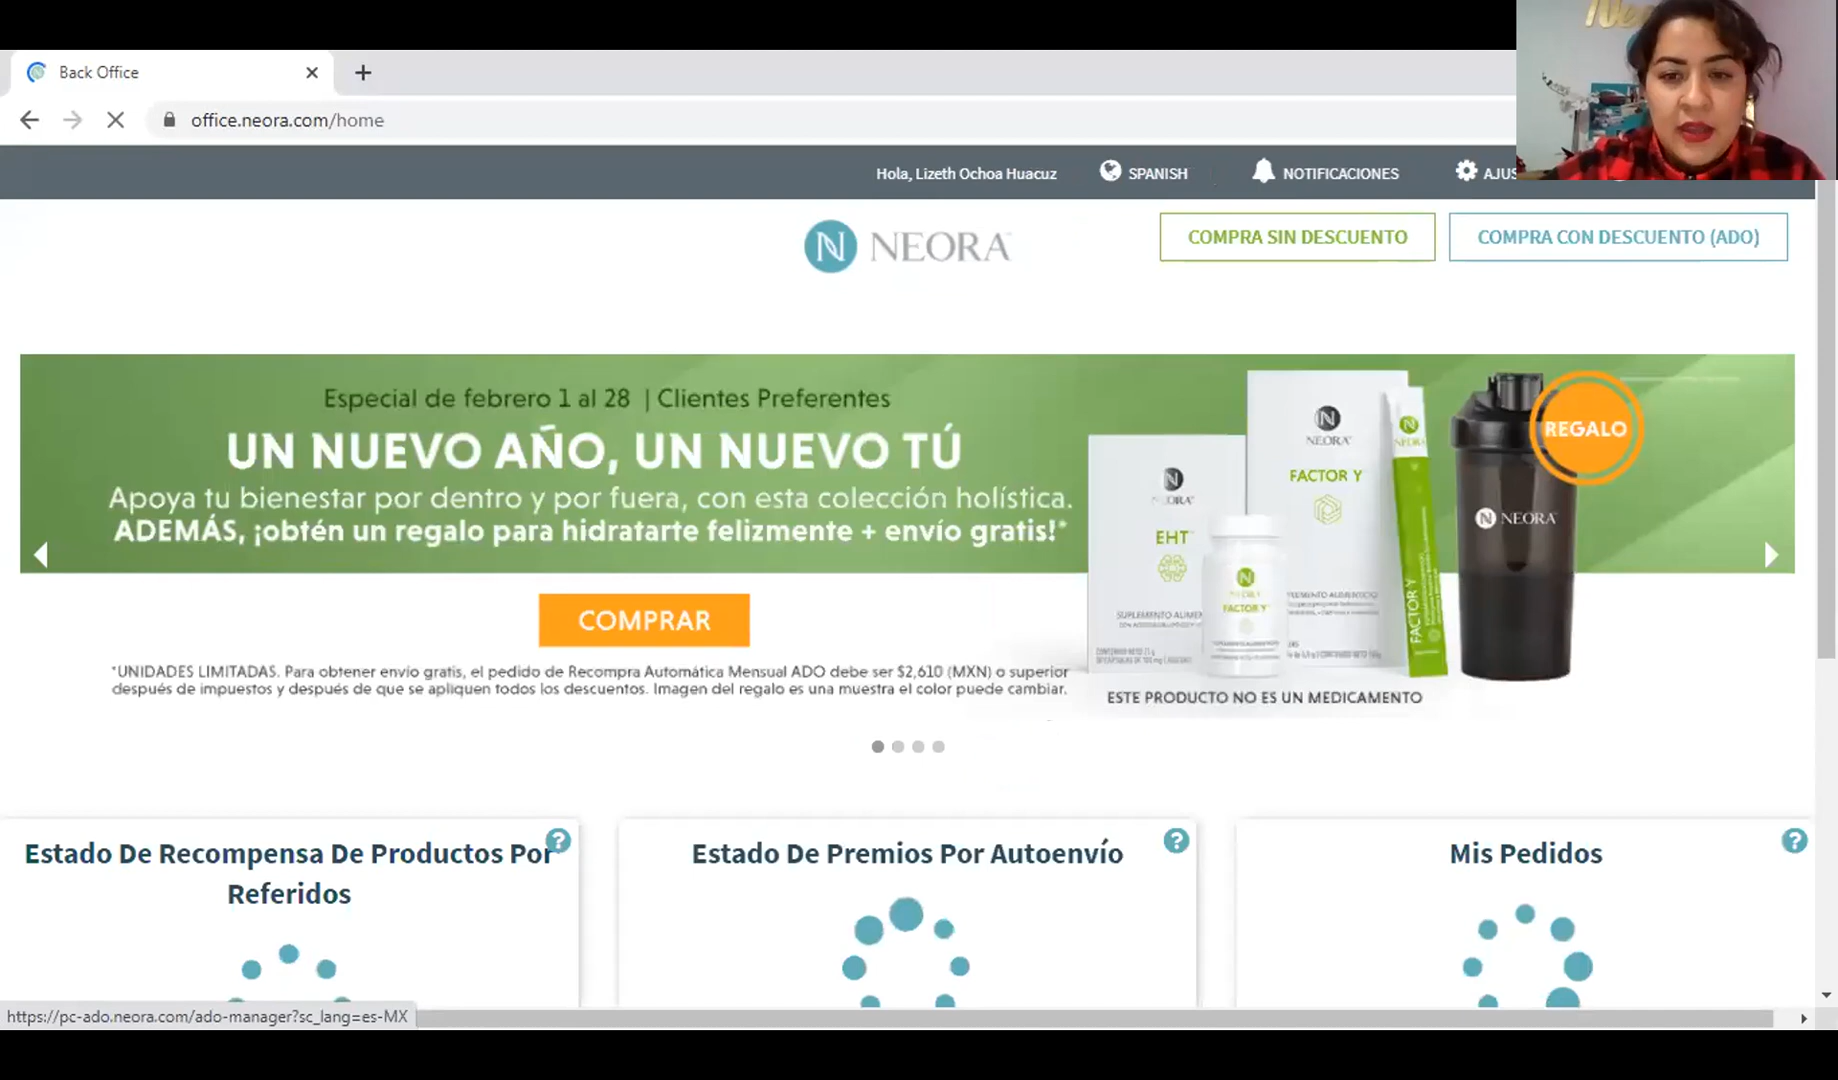 Back Office
office.neora.com/home
Hola, Lizeth Ochoa Huacuz
SPANISH
NOTIFICACIONES
NEORA
COMPRA SIN DESCUENTO
COMPRA CON DESCUENTO (ADO)
Especial de febrero 1 al 28 | Clientes Preferentes
UN NUEVO AÑO, UN NUEVO TÚ
Apoya tu bienestar por dentro y por fuera, con esta colección holística.
ADEMÁS, ¡obtén un regalo para hidratarte felizmente + envío gratis!*
COMPRAR
*UNIDADES LIMITADAS. Para obtener envío gratis, el pedido de Recompra Automática Mensual ADO debe ser $2,610 (MXN) o superior
después de impuestos y después de que se apliquen todos los descuentos. Imagen del regalo es una muestra el color puede cambiar.
NEORA
EHT
NEORA
FACTOR Y
NEORA
FACTOR Y
FACTOR Y
NEORA
REGALO
ESTE PRODUCTO NO ES UN MEDICAMENTO
Estado De Recompensa De Productos Por
Referidos
Estado De Premios Por Autoenvío
Mis Pedidos
https://pc-ado.neora.com/ado-manager?sc_lang=es-MX